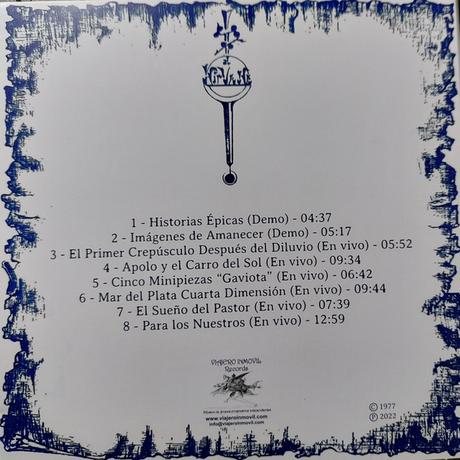 1 - Historias Épicas (Demo) - 04:37
2 - Imágenes de Amanecer (Demo) - 05:17
3 - El Primer Crepúsculo Después del Diluvio (En vivo) - 05:52
4 - Apolo y el Carro del Sol (En vivo) - 09:34
5 - Cinco Minipiezas “Gaviota” (En vivo) - 06:42
6 - Mar del Plata Cuarta Dimensión (En vivo) - 09:44
7 - El Sueño del Pastor (En vivo) - 07:39
8 - Para los Nuestros (En vivo) - 12:59
VIAJERO INMOVIL
Records
www.viajeroinmovil.com
info@viajeroinmovil.com
© 1977
Ⓟ 2022